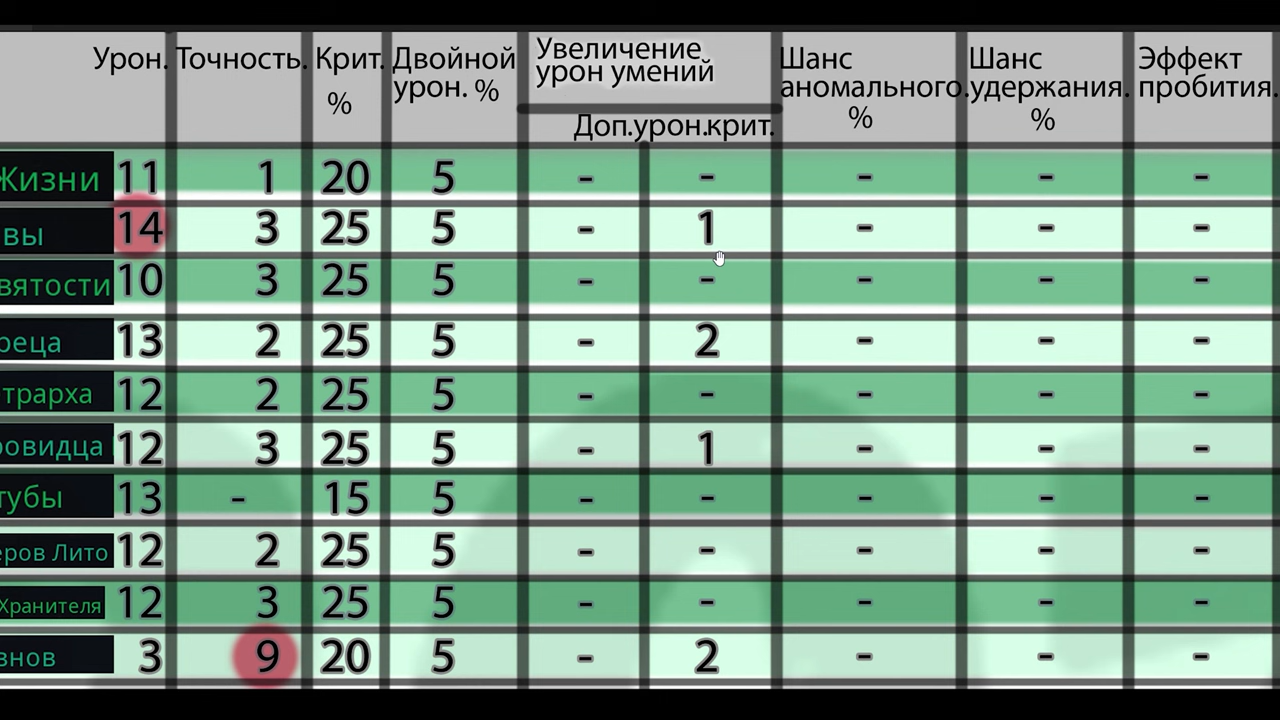 Урон. Точность. Крит. % Двойной урон. % Увеличение урон умений Доп.урон.крит. Шанс аномального. % Шанс удержания. % Эффект пробития.
Жизни 11 1 20 5 - - - - -
вы 14 3 25 5 - 1 - - -
вятости 10 3 25 5 - - - - -
реца 13 2 25 5 - 2 - - -
трарха 12 2 25 5 - - - - -
ровидца 12 3 25 5 - 1 - - -
губы 13 - 15 5 - - - - -
еров Лито 12 2 25 5 - - - - -
Хранителя 12 3 25 5 - - - - -
знов 3 9 20 5 - 2 - - -